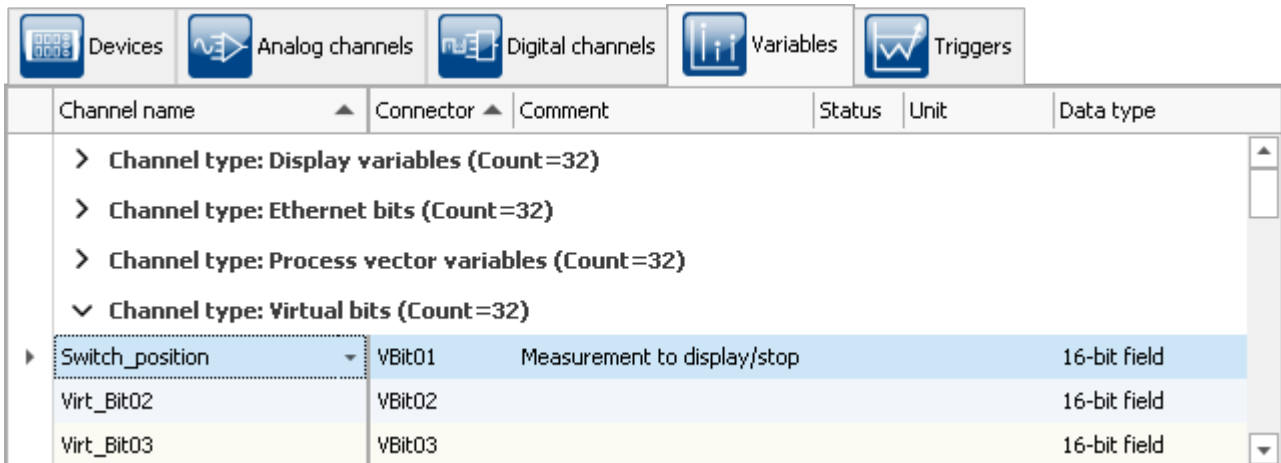 Devices Analog channels Digital channels Variables Triggers
Channel name Connector Comment Status Unit Data type
Channel type: Display variables (Count=32)
Channel type: Ethernet bits (Count=32)
Channel type: Process vector variables (Count=32)
Channel type: Virtual bits (Count=32)
Switch_position VBit01 Measurement to display/stop 16-bit field
Virt_Bit02 VBit02 16-bit field
Virt_Bit03 VBit03 16-bit field